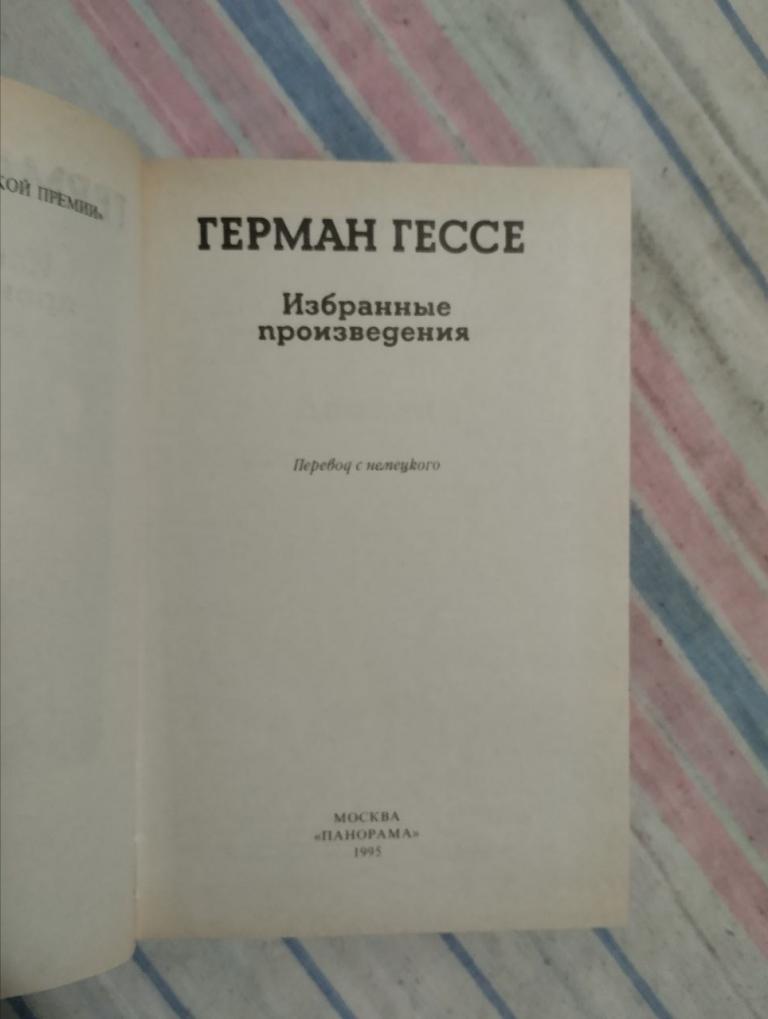 КОЙ ПРЕМИИ»
ГЕРМАН ГЕССЕ
Избранные
произведения
Перевод с немецкого
МОСКВА
«ПАНОРАМА»
1995